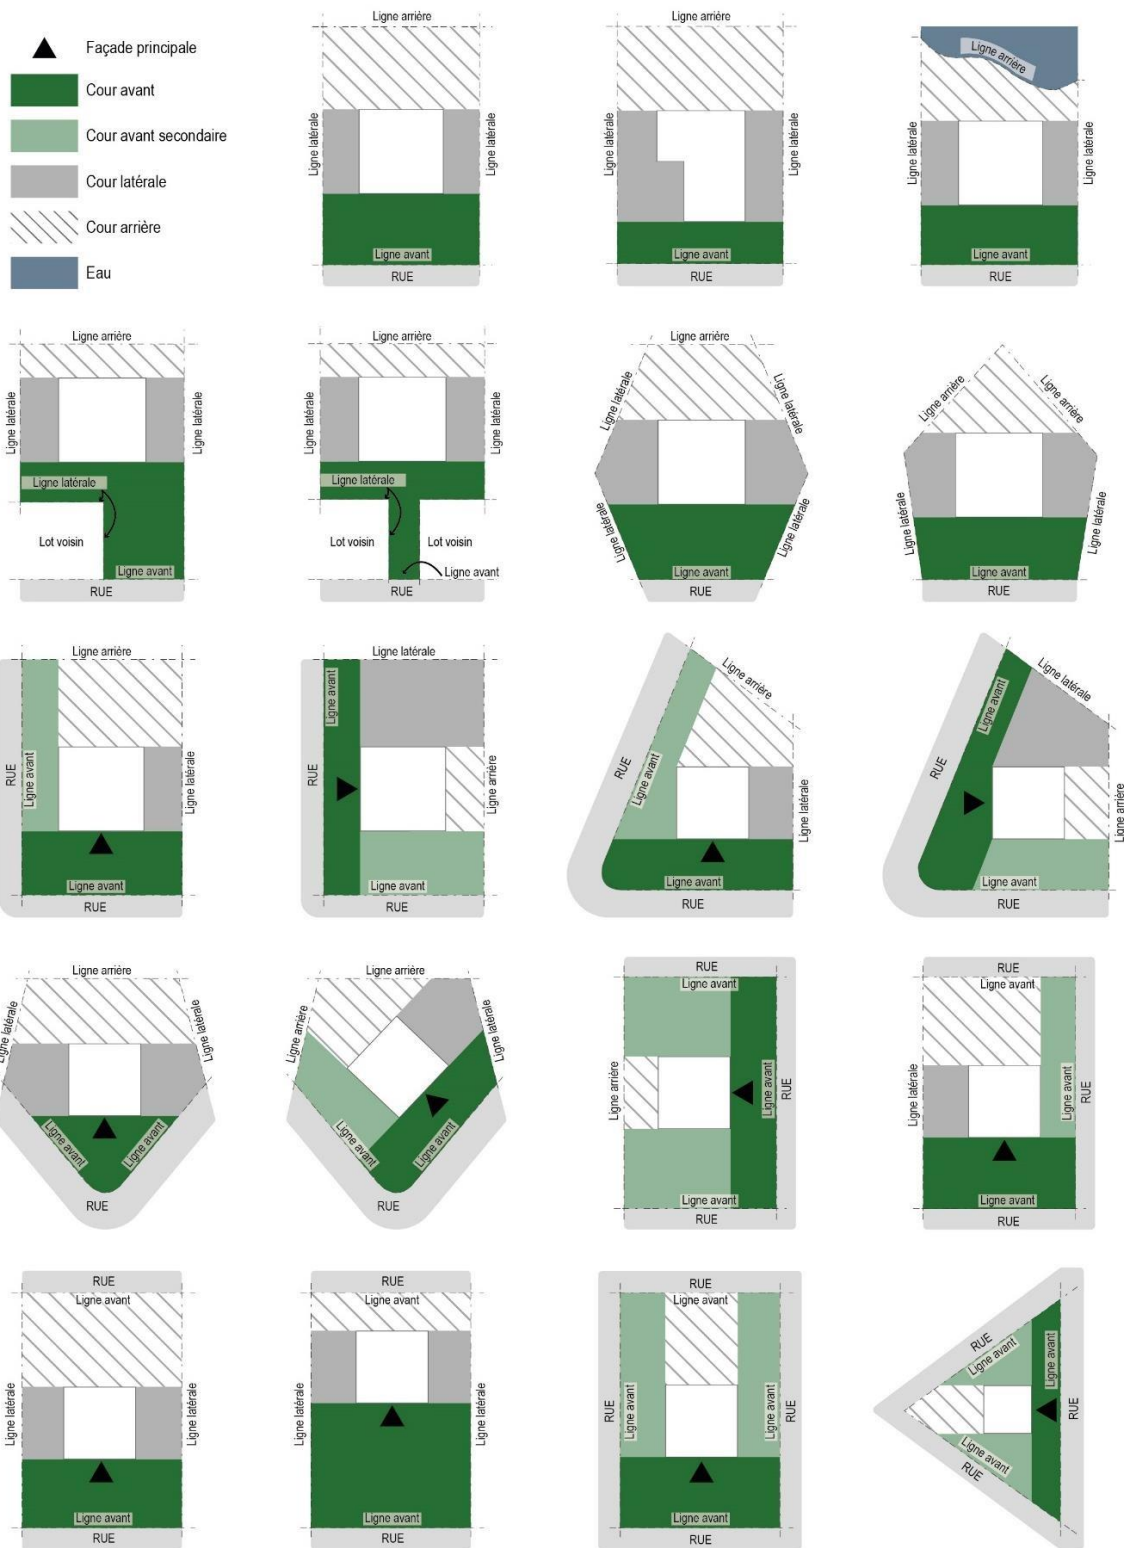 Façade principale
Cour avant
Cour avant secondaire
Cour latérale
Cour arrière
Eau
Ligne arrière
Ligne latérale
Ligne latérale
Ligne avant
RUE
Ligne arrière
Ligne latérale
Ligne latérale
Ligne avant
RUE
Ligne arrière
Ligne latérale
Ligne latérale
Ligne avant
RUE
Ligne arrière
Ligne latérale
Ligne latérale
Ligne latérale
Lot voisin
Ligne avant
RUE
Ligne arrière
Ligne latérale
Ligne latérale
Ligne latérale
Lot voisin
Lot voisin
Ligne avant
RUE
Ligne arrière
Ligne latérale
Ligne latérale
Ligne latérale
Ligne latérale
Ligne avant
RUE
Ligne arrière
Ligne arrière
Ligne latérale
Ligne latérale
Ligne avant
RUE
Ligne arrière
RUE
Ligne avant
Ligne latérale
Ligne avant
RUE
Ligne latérale
Ligne avant
RUE
Ligne arrière
Ligne avant
RUE
Ligne arrière
RUE
Ligne avant
Ligne latérale
Ligne avant
RUE
Ligne latérale
Ligne avant
RUE
Ligne arrière
Ligne avant
RUE
Ligne arrière
Ligne latérale
Ligne latérale
Ligne avant
Ligne avant
RUE
Ligne arrière
Ligne arrière
Ligne latérale
Ligne avant
Ligne avant
RUE
RUE
Ligne avant
Ligne arrière
Ligne avant
RUE
Ligne avant
RUE
RUE
Ligne avant
Ligne latérale
Ligne avant
RUE
Ligne avant
RUE
RUE
Ligne avant
Ligne latérale
Ligne latérale
Ligne avant
RUE
RUE
Ligne avant
Ligne latérale
Ligne latérale
Ligne avant
RUE
RUE
Ligne avant
RUE
Ligne avant
Ligne avant
RUE
Ligne avant
RUE
RUE
Ligne avant
Ligne avant
RUE
Ligne avant
RUE